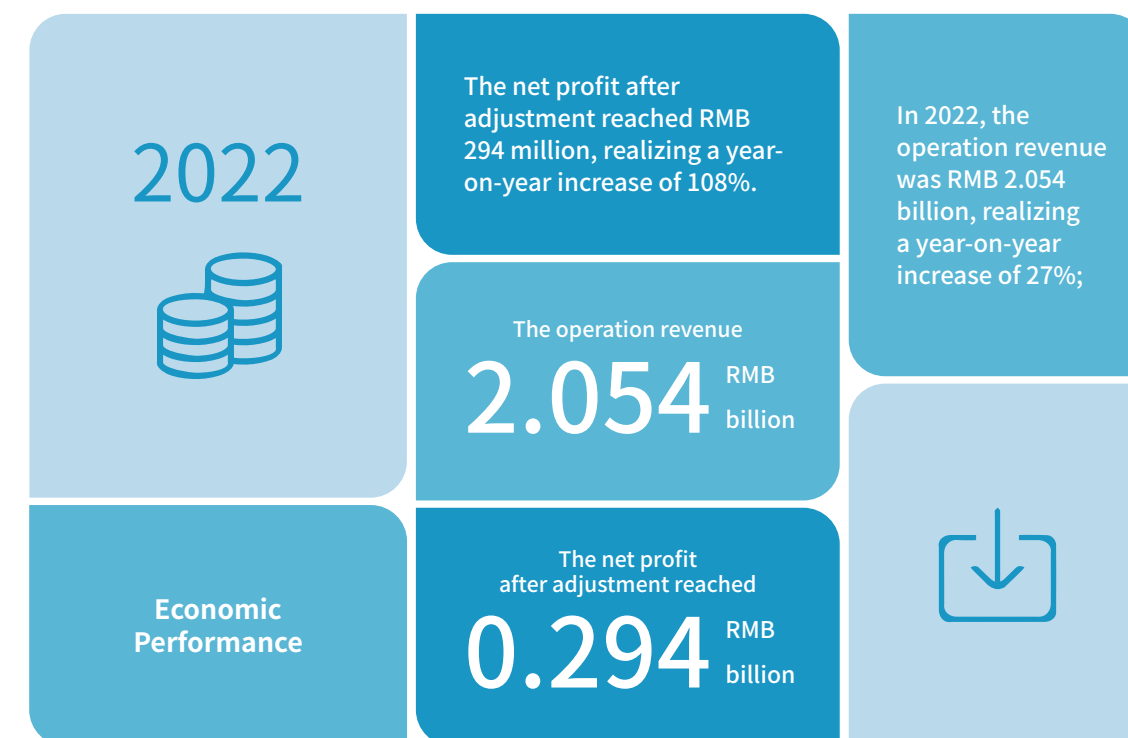 2022
Economic
Performance
The net profit after
adjustment reached RMB
294 million, realizing a year-
on-year increase of 108%.
The operation revenue
2.054 RMB
billion
The net profit
after adjustment reached
0.294 RMB
billion
In 2022, the
operation revenue
was RMB 2.054
billion, realizing
a year-on-year
increase of 27%;